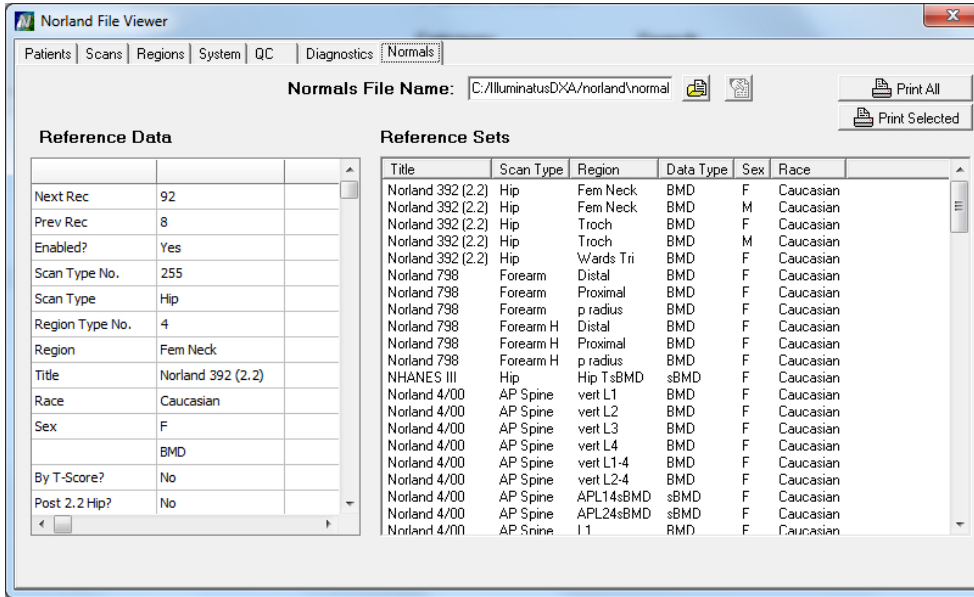 Norland File Viewer
Patients Scans Regions System QC Diagnostics Normals
Normals File Name: C:/IlluminatusDXA/norland\normal
Print All
Print Selected
Reference Data
Next Rec 92
Prev Rec 8
Enabled? Yes
Scan Type No. 255
Scan Type Hip
Region Type No. 4
Region Fem Neck
Title Norland 392 (2.2)
Race Caucasian
Sex F
BMD
By T-Score? No
Post 2.2 Hip? No
Reference Sets
Title Scan Type Region Data Type Sex Race
Norland 392 (2.2) Hip Fem Neck BMD F Caucasian
Norland 392 (2.2) Hip Fem Neck BMD M Caucasian
Norland 392 (2.2) Hip Troch BMD F Caucasian
Norland 392 (2.2) Hip Troch BMD M Caucasian
Norland 392 (2.2) Hip Wards Tri BMD F Caucasian
Norland 798 Forearm Distal BMD F Caucasian
Norland 798 Forearm Proximal BMD F Caucasian
Norland 798 Forearm p radius BMD F Caucasian
Norland 798 Forearm H Distal BMD F Caucasian
Norland 798 Forearm H Proximal BMD F Caucasian
Norland 798 Forearm H p radius BMD F Caucasian
NHANES III Hip Hip TsBMD sBMD F Caucasian
Norland 4/00 AP Spine vert L1 BMD F Caucasian
Norland 4/00 AP Spine vert L2 BMD F Caucasian
Norland 4/00 AP Spine vert L3 BMD F Caucasian
Norland 4/00 AP Spine vert L4 BMD F Caucasian
Norland 4/00 AP Spine vert L1-4 BMD F Caucasian
Norland 4/00 AP Spine vert L2-4 BMD F Caucasian
Norland 4/00 AP Spine APL14sBMD sBMD F Caucasian
Norland 4/00 AP Spine APL24sBMD sBMD F Caucasian
Norland 4/00 AP Spine L1 BMD F Caucasian